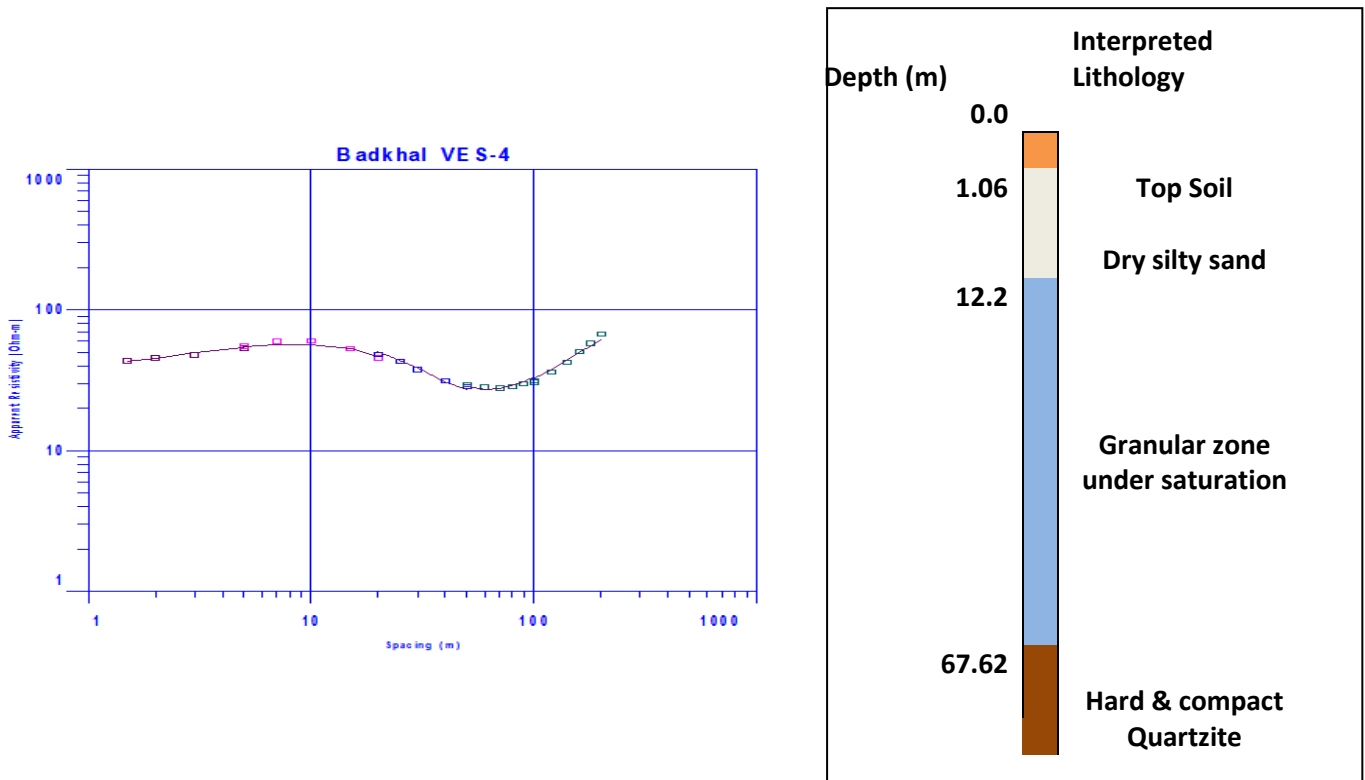 Badkhal VES-4
1000
100
10
1
Apparent Resistivity (Ohm-m)
1
10
100
1000
Spacing (m)
Interpreted
Lithology
Depth (m)
0.0
1.06
Top Soil
Dry silty sand
12.2
Granular zone
under saturation
67.62
Hard & compact
Quartzite